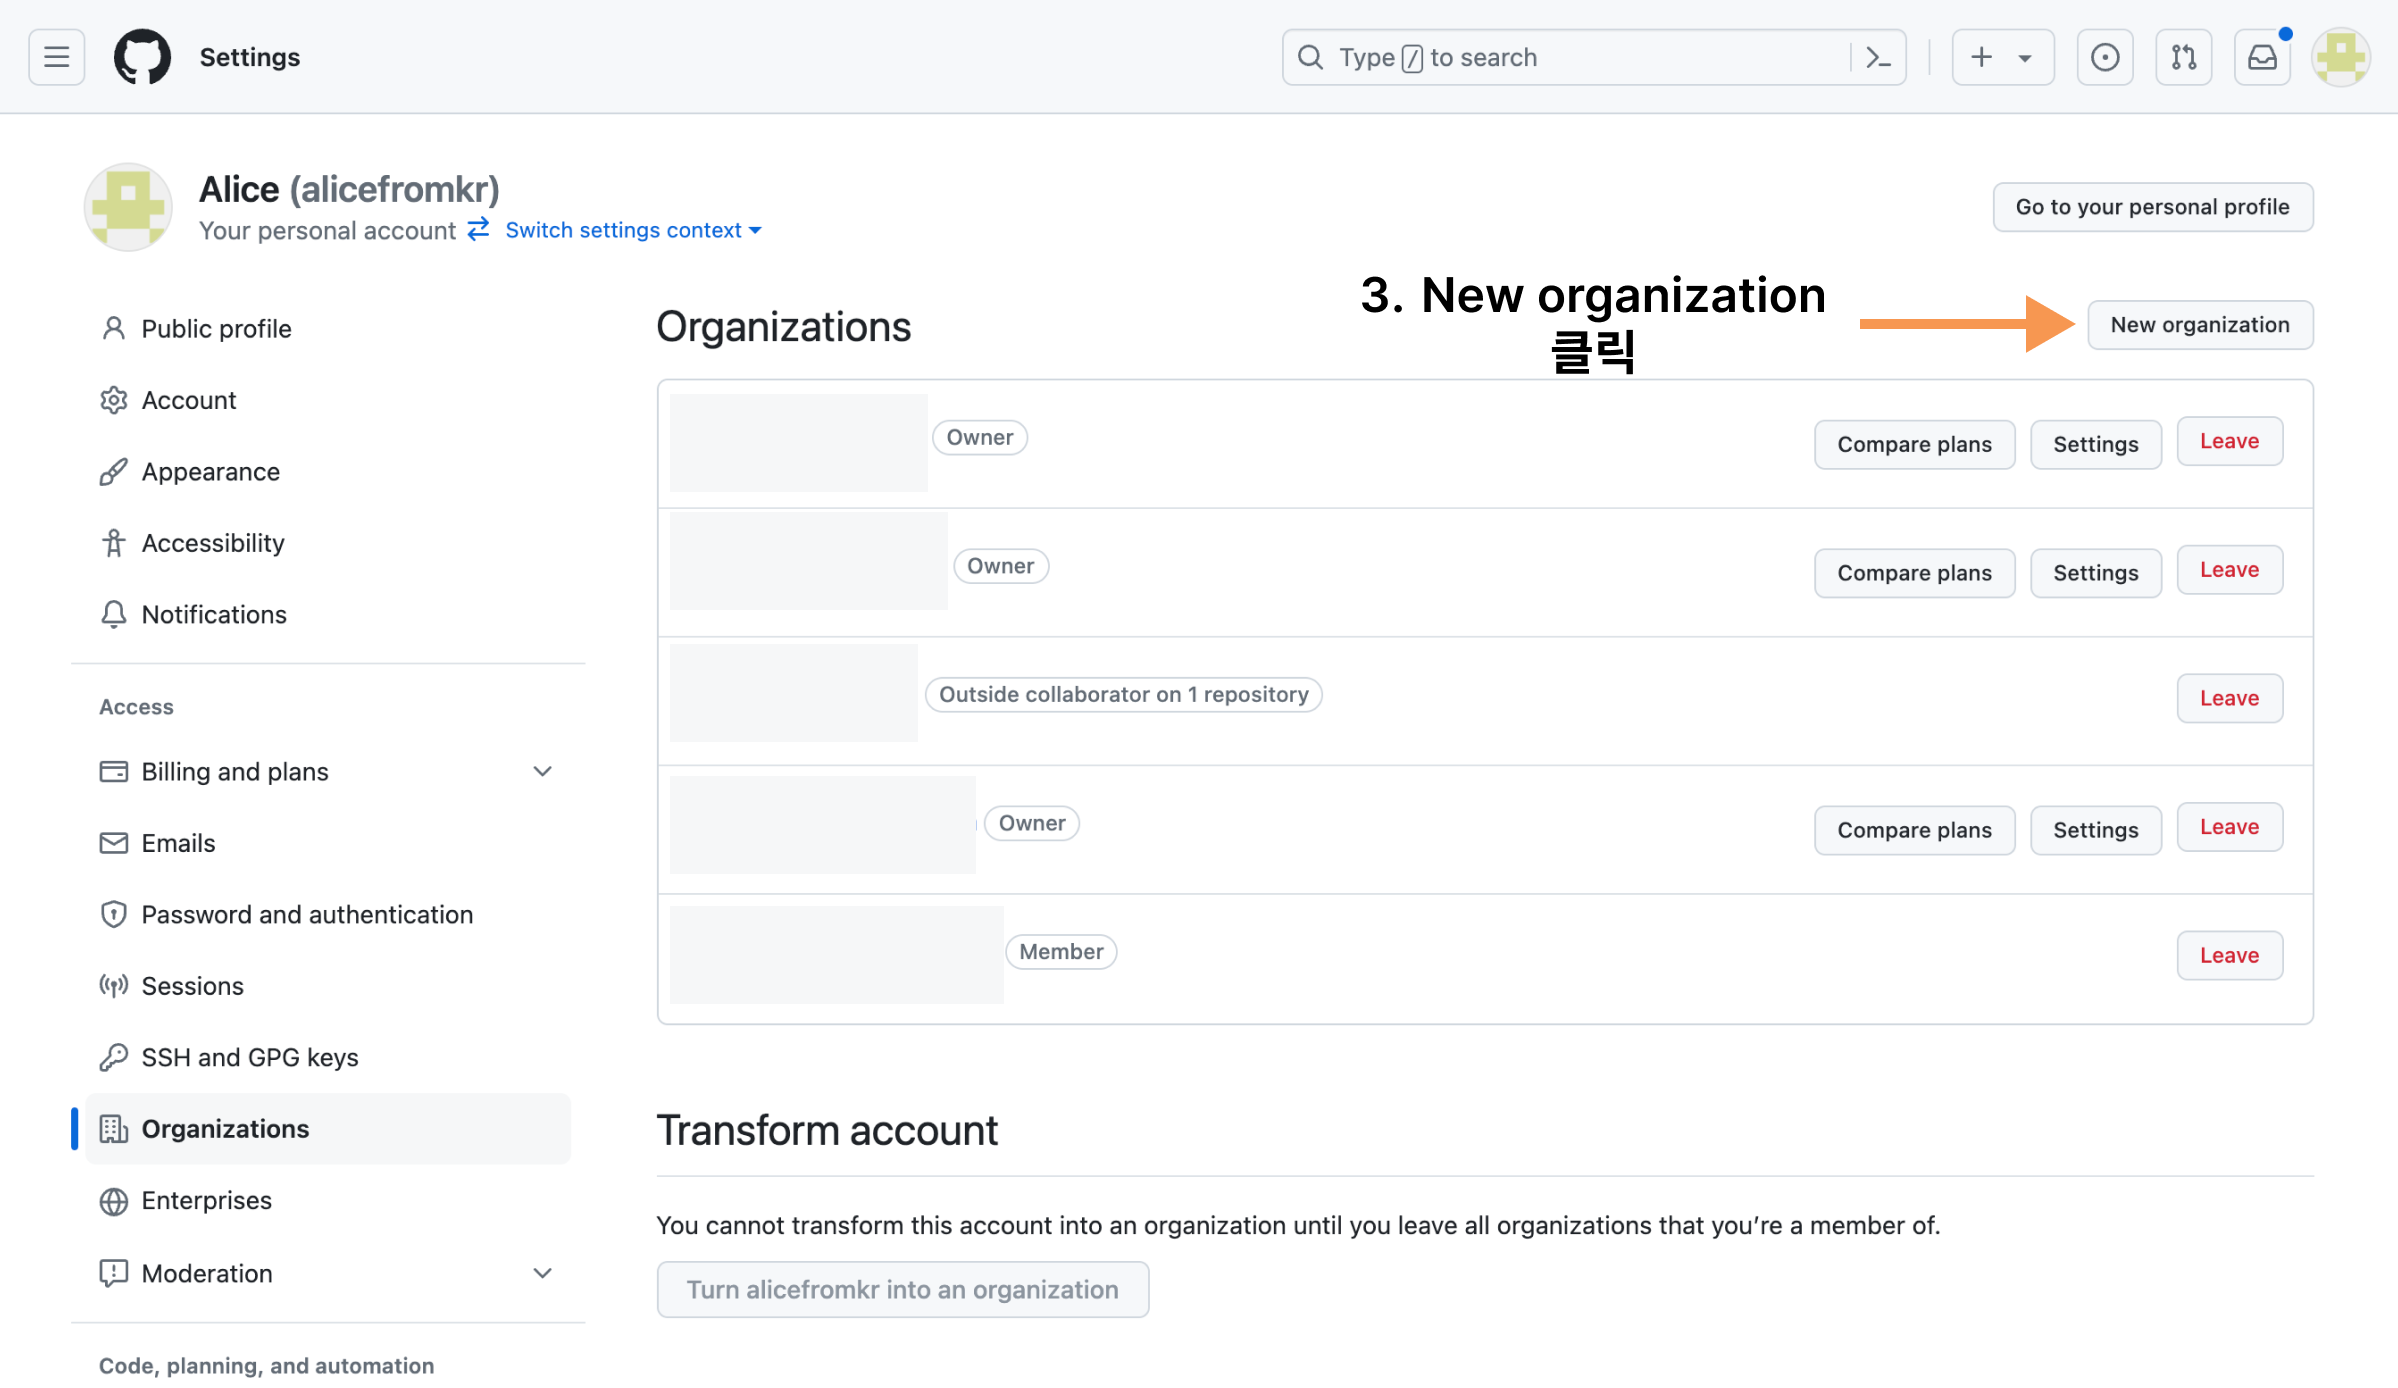 Settings
Type / to search
Alice (alicefromkr)
Your personal account Switch settings context
Go to your personal profile
Public profile
Account
Appearance
Accessibility
Notifications
Access
Billing and plans
Emails
Password and authentication
Sessions
SSH and GPG keys
Organizations
Enterprises
Moderation
Code, planning, and automation
Organizations
3. New organization
클릭
New organization
Owner Compare plans Settings Leave
Owner Compare plans Settings Leave
Outside collaborator on 1 repository Leave
Owner Compare plans Settings Leave
Member Leave
Transform account
You cannot transform this account into an organization until you leave all organizations that you’re a member of.
Turn alicefromkr into an organization